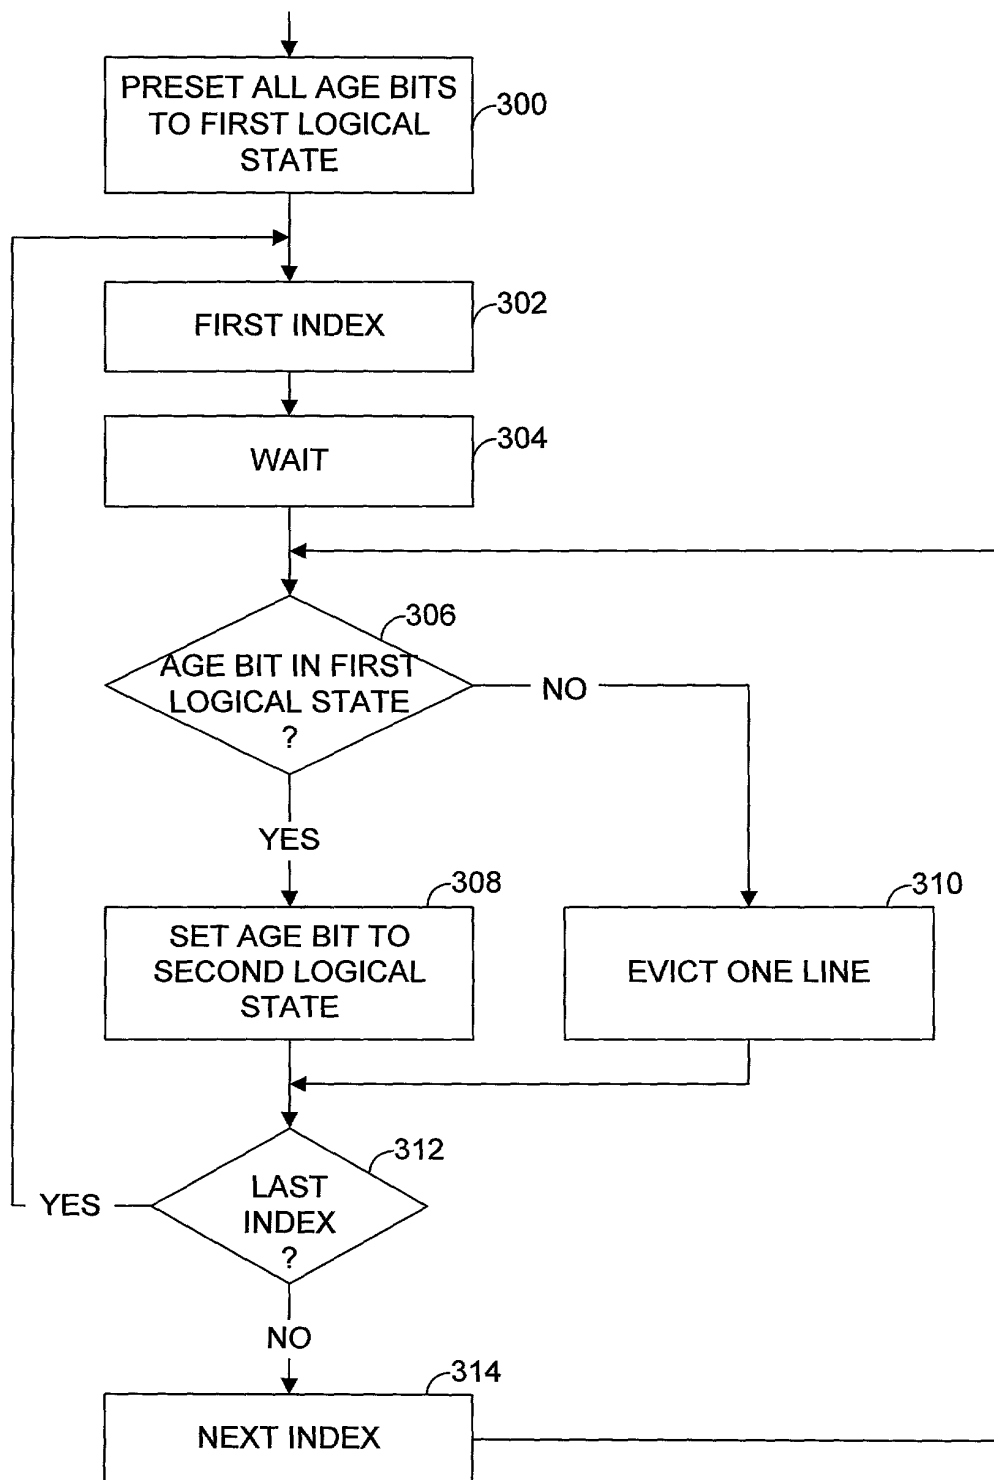 PRESET ALL AGE BITS
TO FIRST LOGICAL
STATE
300
FIRST INDEX
302
WAIT
304
306
AGE BIT IN FIRST
LOGICAL STATE
?
NO
YES
308
SET AGE BIT TO
SECOND LOGICAL
STATE
310
EVICT ONE LINE
312
LAST
INDEX
?
YES
NO
314
NEXT INDEX